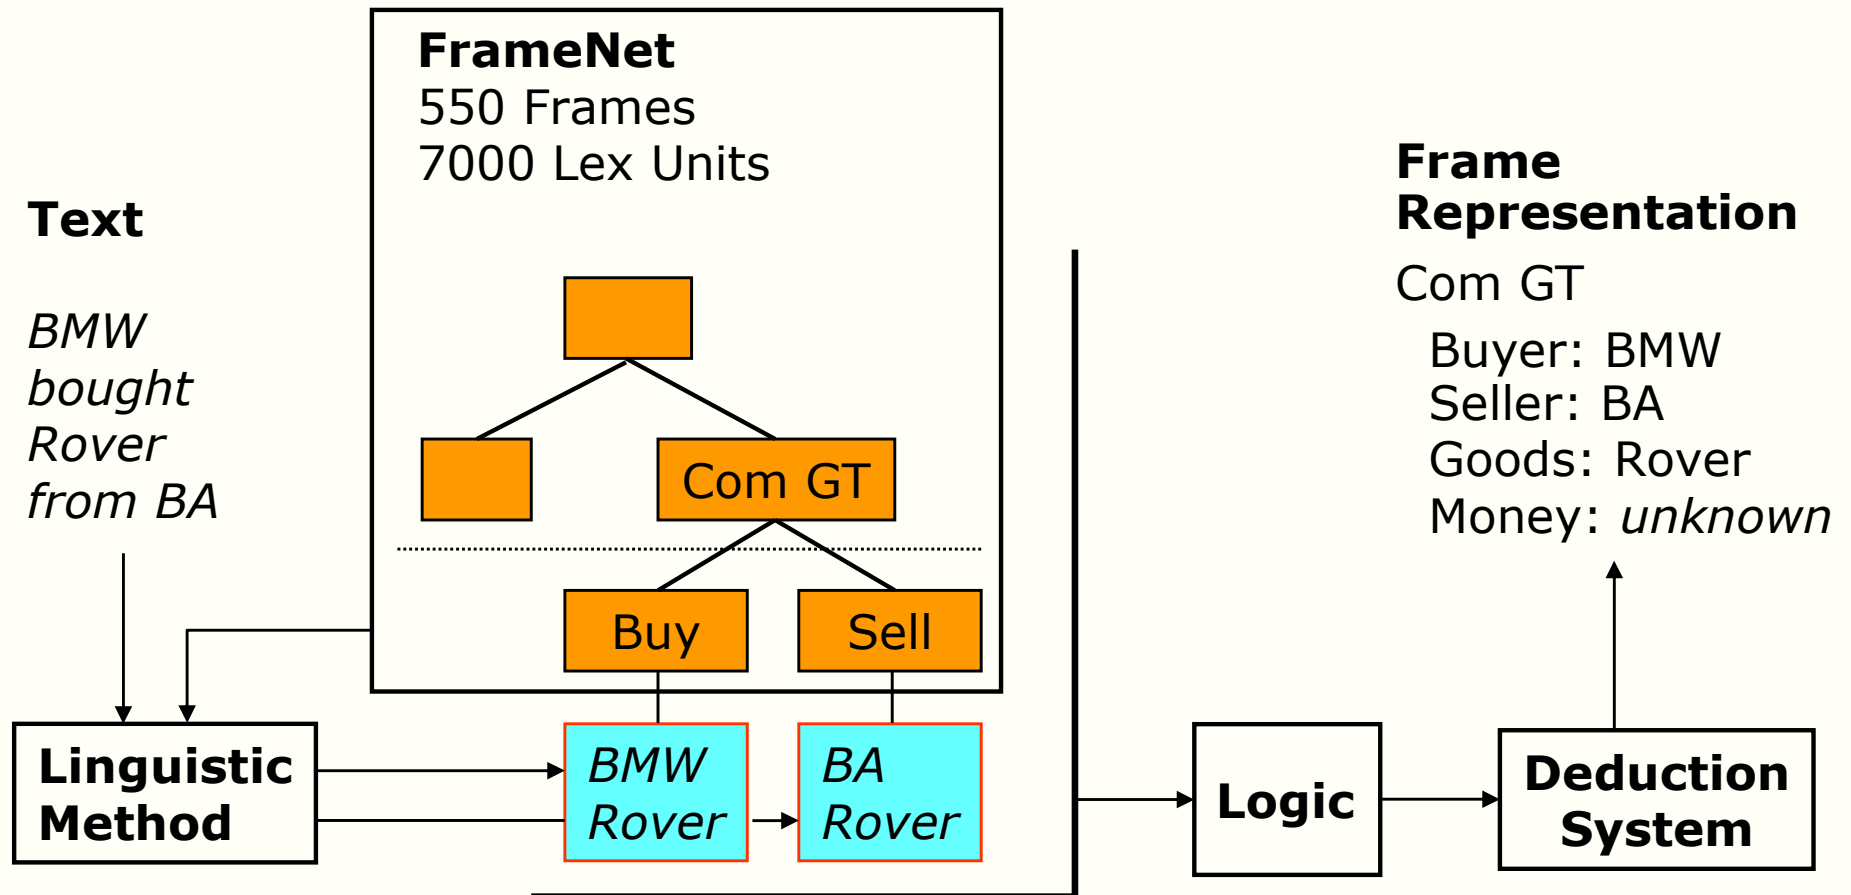 FrameNet
550 Frames
7000 Lex Units
Text
BMW
bought
Rover
from BA
Com GT
Buy
Sell
Linguistic
Method
BMW
Rover
BA
Rover
Logic
Deduction
System
Frame
Representation
Com GT
Buyer: BMW
Seller: BA
Goods: Rover
Money: unknown